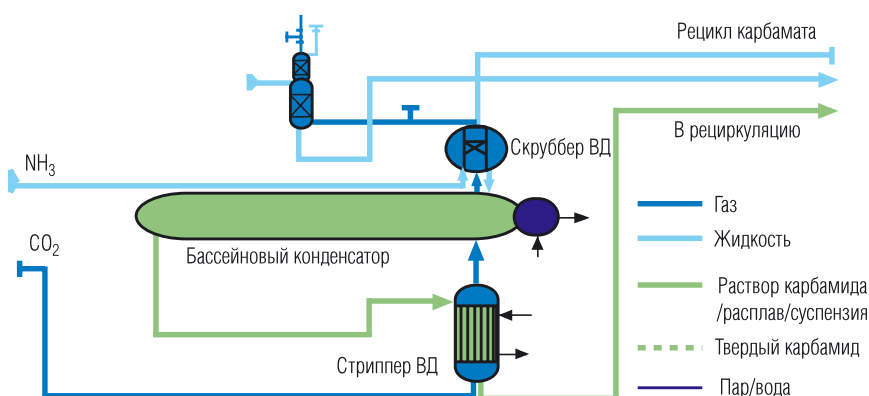 Рецикл карбамата
В рециркуляцию
Скруббер ВД
NH₃
CO₂
Бассейновый конденсатор
Стриппер ВД
Газ
Жидкость
Раствор карбамида
/расплав/суспензия
Твердый карбамид
Пар/вода